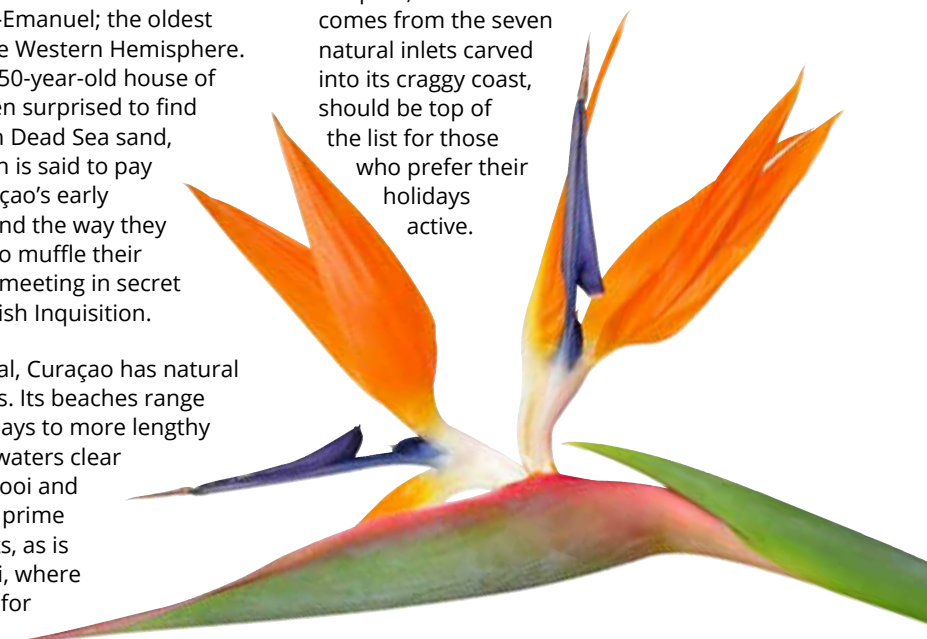 -Emanuel; the oldest
e Western Hemisphere.
50-year-old house of
en surprised to find
n Dead Sea sand,
n is said to pay
çao’s early
nd the way they
o muffle their
meeting in secret
ish Inquisition.
al, Curaçao has natural
s. Its beaches range
ays to more lengthy
waters clear
ooi and
prime
ts, as is
i, where
for
comes from the seven
natural inlets carved
into its craggy coast,
should be top of
the list for those
who prefer their
holidays
active.